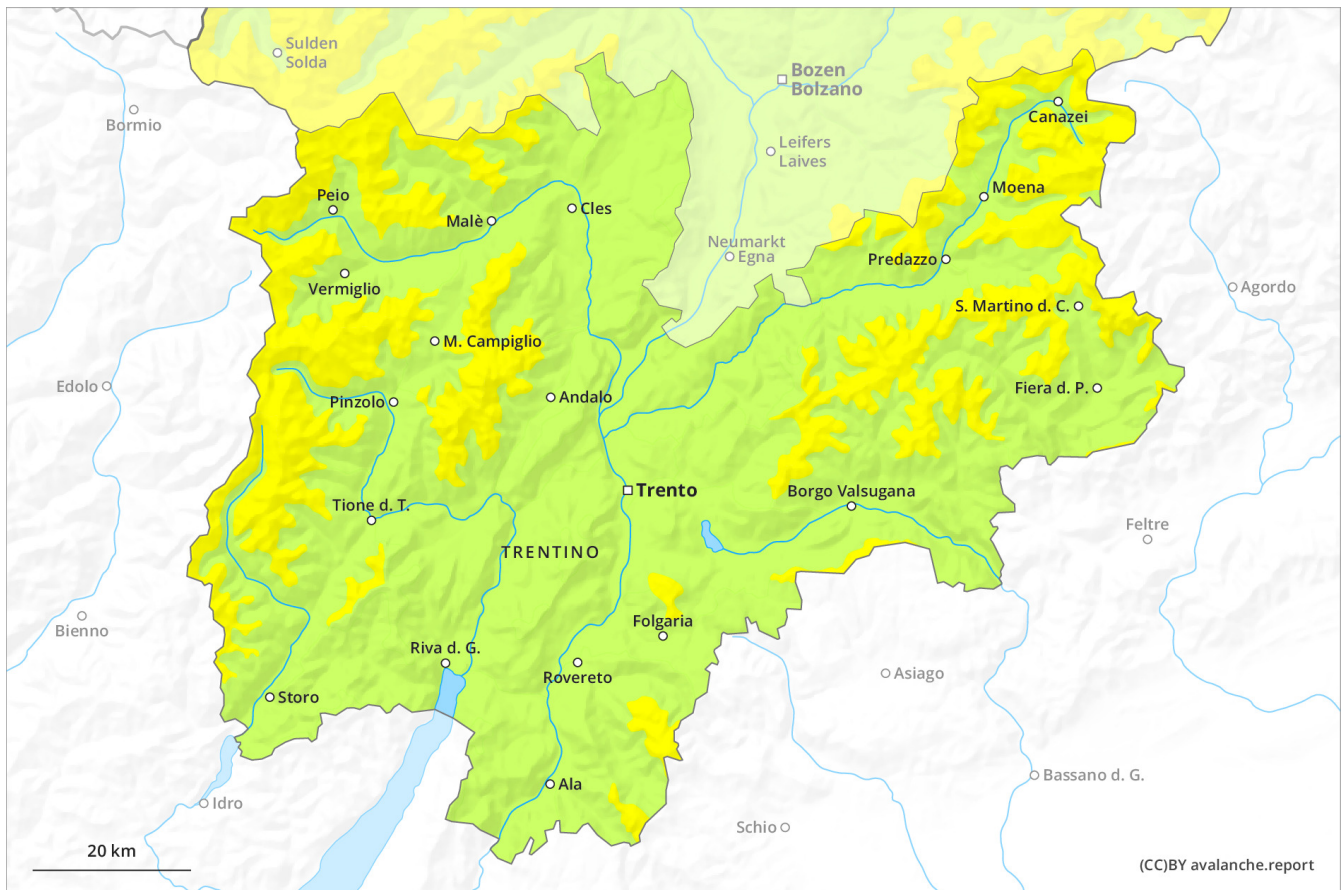 Sulden
Solda
Bozen
Bolzano
Bormio
Canazei
Leifers
Laives
Peio
Moena
Malè
Cles
Neumarkt
Egna
Predazzo
Vermiglio
Agordo
S. Martino d. C.
M. Campiglio
Edolo
Andalo
Fiera d. P.
Pinzolo
Trento
Borgo Valsugana
Tione d. T.
Feltre
TRENTINO
Folgaria
Bienno
Riva d. G.
Rovereto
Asiago
Storo
Bassano d. G.
Ala
Idro
Schio
20 km
(CC)BY avalanche.report